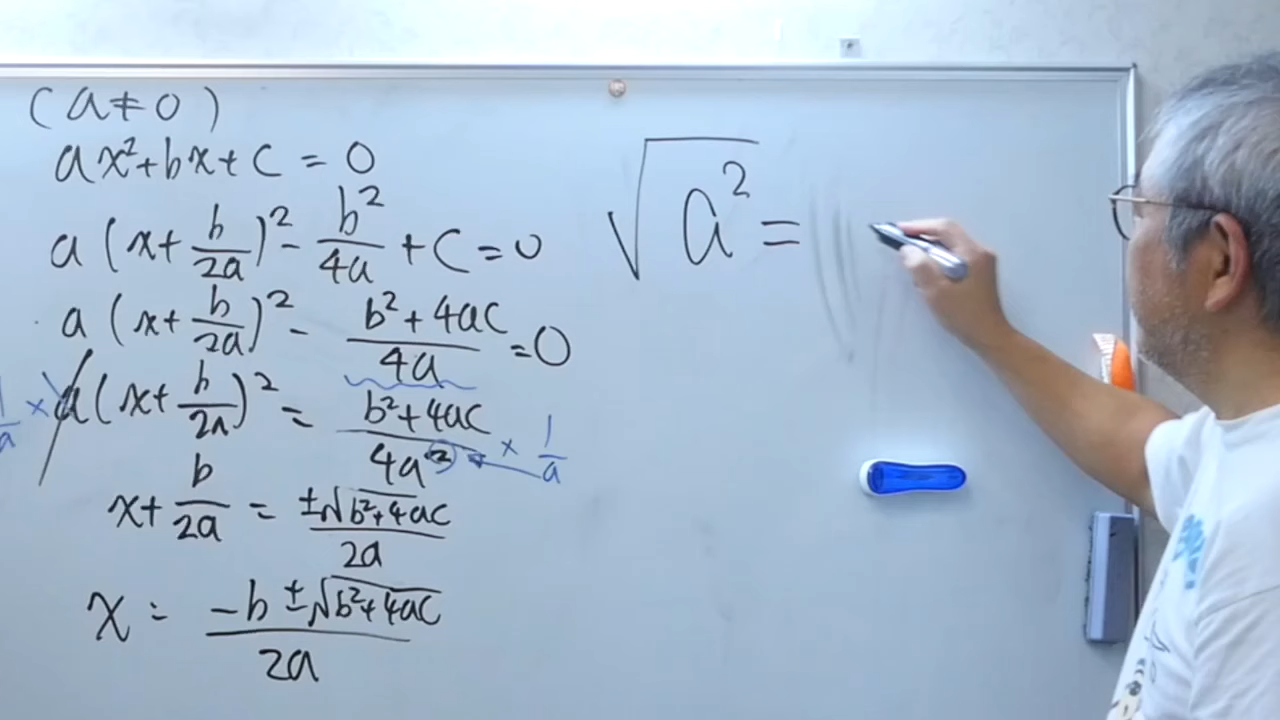 (a≠0)
ax²+bx+c=0
a(x+b/2a)²-b²/4a+c=0
a(x+b/2a)²-(b²+4ac)/4a=0
1/a × a(x+b/2a)²=(b²+4ac)/4a² × 1/a
x+b/2a=±√(b²+4ac)/2a
x=(-b±√(b²+4ac))/2a
√a²=